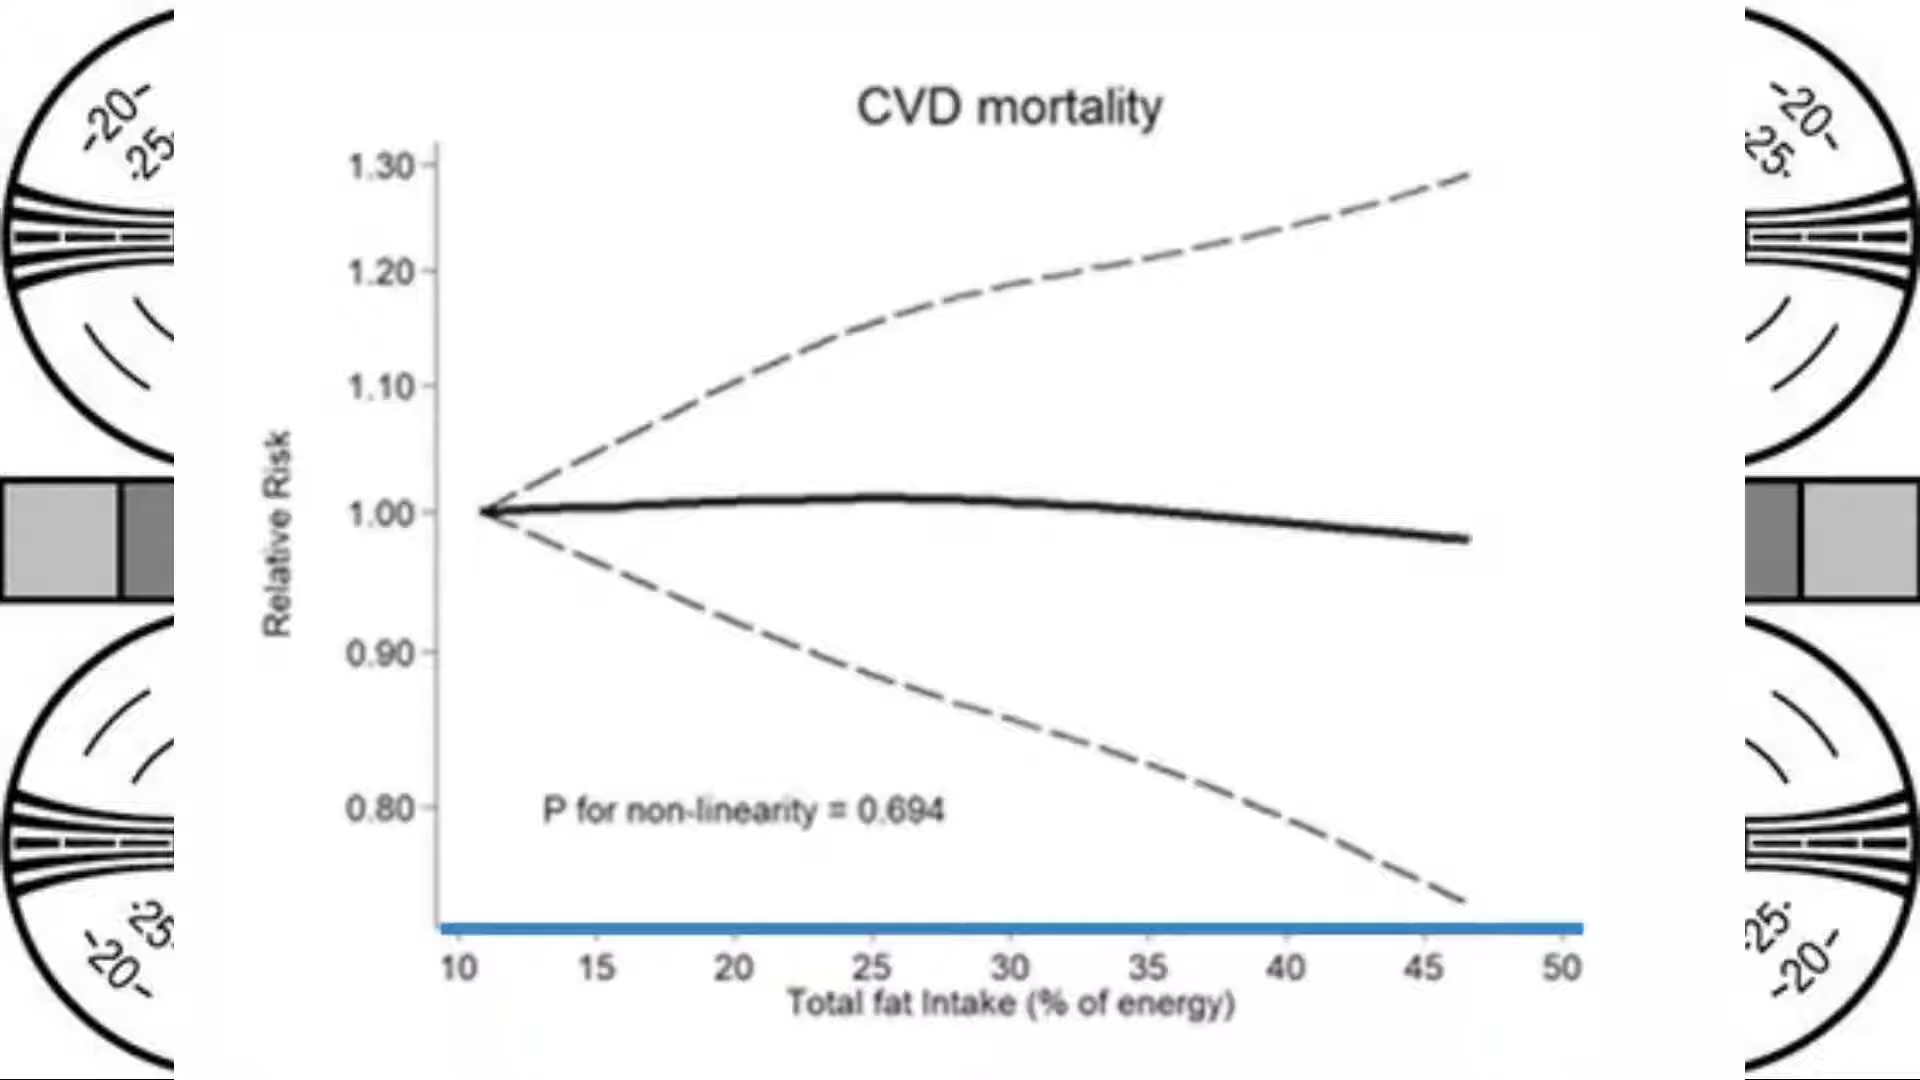 CVD mortality
1.30
1.20
1.10
1.00
0.90
0.80
Relative Risk
P for non-linearity = 0.694
10 15 20 25 30 35 40 45 50
Total fat Intake (% of energy)
-20-
25
-20-
25
25
-20-
25
-20-